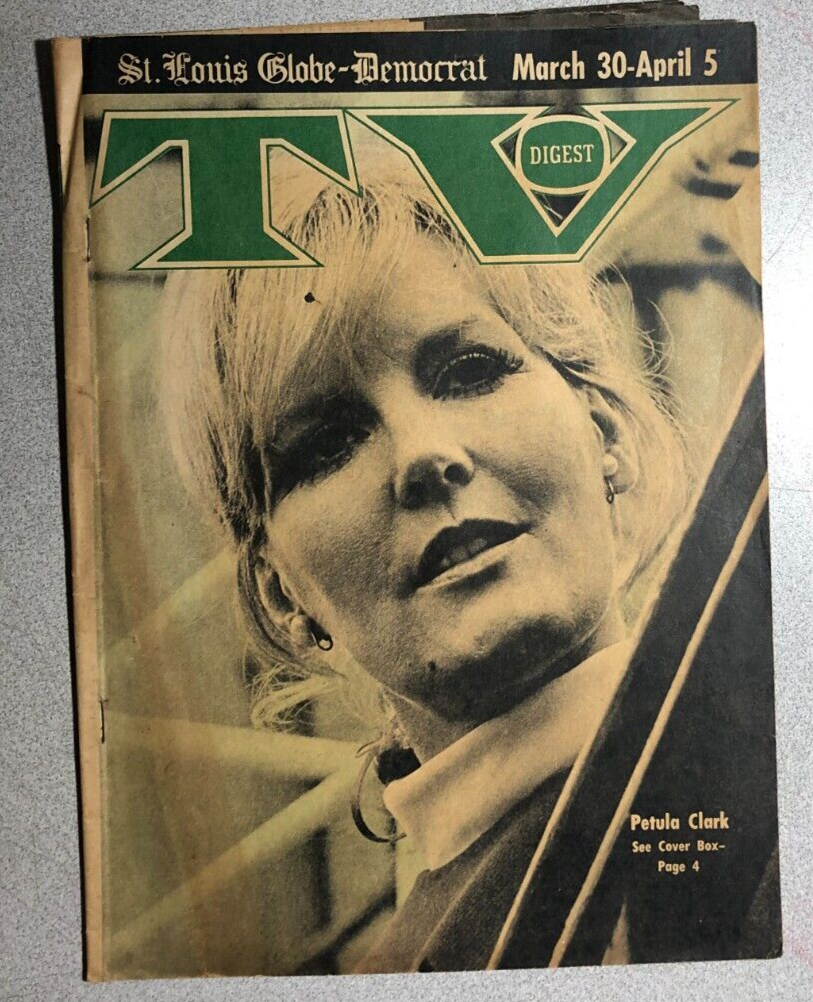 St. Louis Globe-Democrat March 30-April 5
TV
DIGEST
Petula Clark
See Cover Box-
Page 4